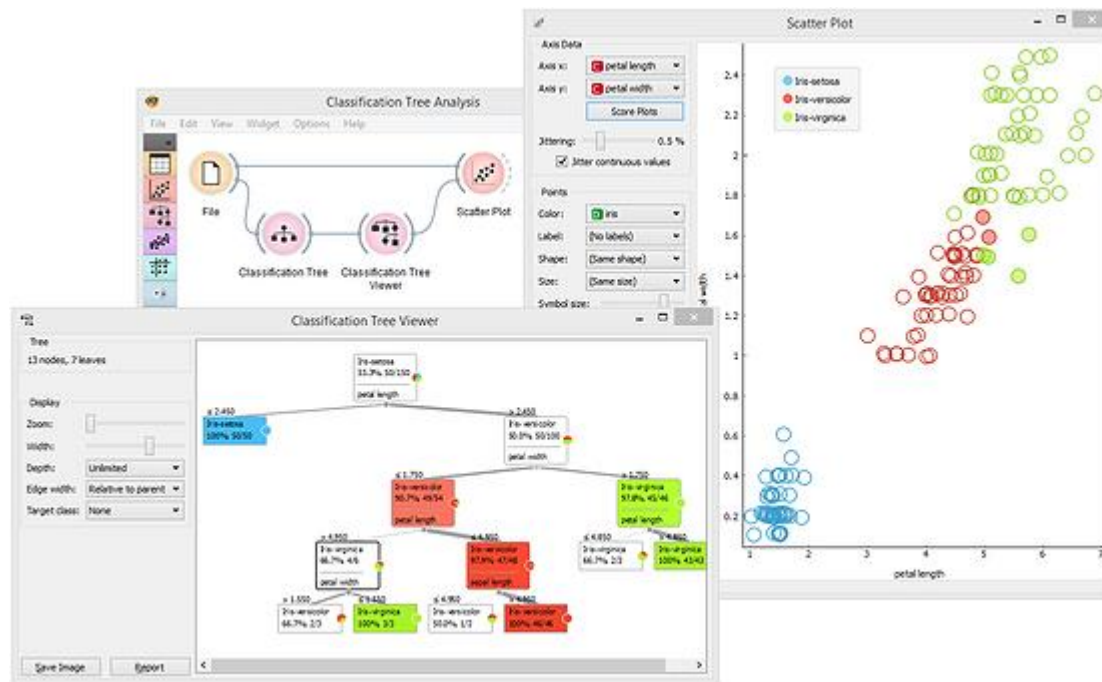 Classification Tree Analysis
File Edit View Widget Options Help
File
Classification Tree
Classification Tree
Viewer
Scatter Plot
Scatter Plot
Axis Data
Axis x: petal length
Axis y: petal width
Score Plots
Jittering: 0.5 %
Jitter continuous values
Points
Color: iris
Label: (No labels)
Shape: (Same shape)
Size: (Same size)
Symbol size:
Iris-setosa
Iris-versicolor
Iris-virginica
2.4
2.2
2
1.8
1.6
1.4
1.2
1
0.8
0.6
0.4
0.2
1 2 3 4 5 6 7
petal length
width
Classification Tree Viewer
Tree
13 nodes, 7 leaves
Display
Zoom:
Width:
Depth: Unlimited
Edge width: Relative to parent
Target class: None
Save Image Report
Iris-setosa
33.3%, 50/150
petal length
≤ 2.450
Iris-setosa
100%, 50/50
> 2.450
Iris-versicolor
50.0%, 50/100
petal width
≤ 1.750
Iris-versicolor
90.7%, 49/54
petal length
> 1.750
Iris-virginica
97.8%, 45/46
petal length
> 4.950
Iris-virginica
66.7%, 4/6
petal width
Iris-versicolor
97.9%, 47/48
sepal length
Iris-virginica
66.7%, 2/3
Iris-virginica
100%, 43/43
Iris-versicolor
66.7%, 2/3
Iris-virginica
100%, 3/3
Iris-versicolor
50.0%, 1/2
Iris-versicolor
100%, 46/46